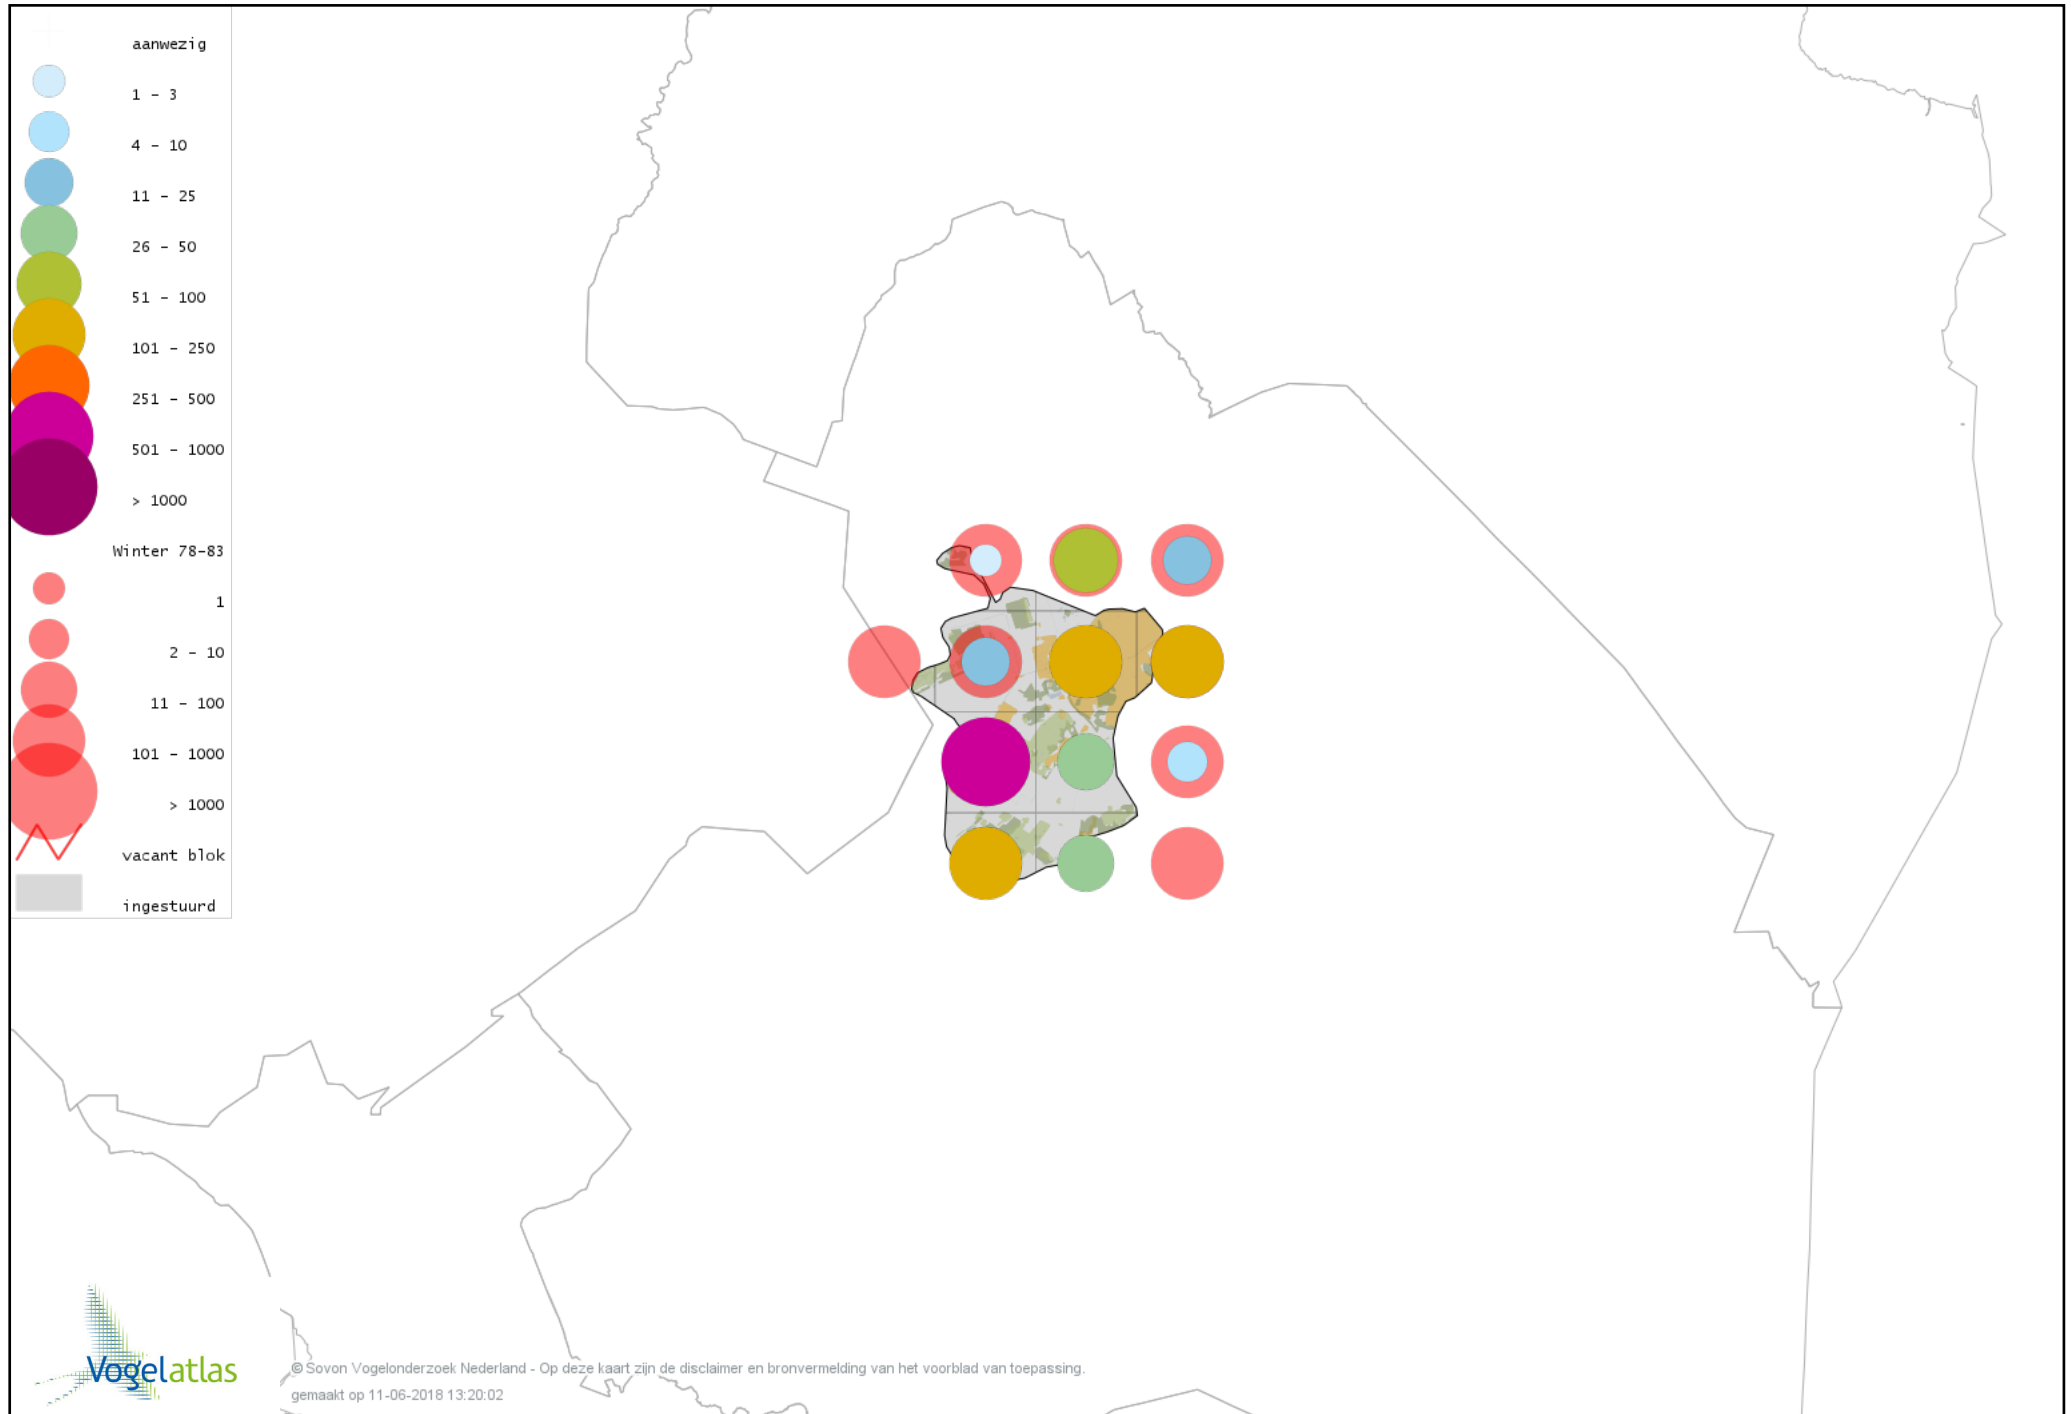 aanwezig
1 - 3
4 - 10
11 - 25
26 - 50
51 - 100
101 - 250
251 - 500
501 - 1000
> 1000
Winter 78-83
1
2 - 10
11 - 100
101 - 1000
> 1000
vacant blok
ingestuurd
Vogelatlas
© Sovon Vogelonderzoek Nederland - Op deze kaart zijn de disclaimer en bronvermelding van het voorblad van toepassing.
gemaakt op 11-06-2018 13:20:02